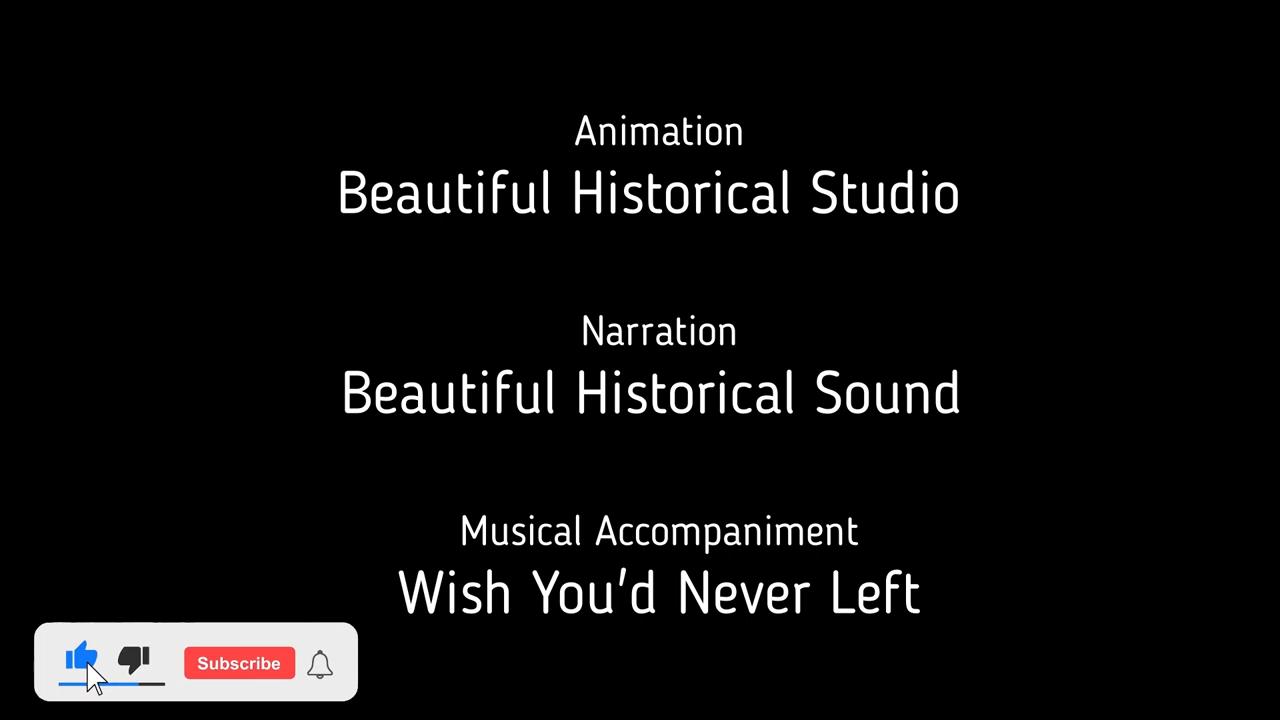 Animation
Beautiful Historical Studio
Narration
Beautiful Historical Sound
Musical Accompaniment
Wish You'd Never Left
Subscribe